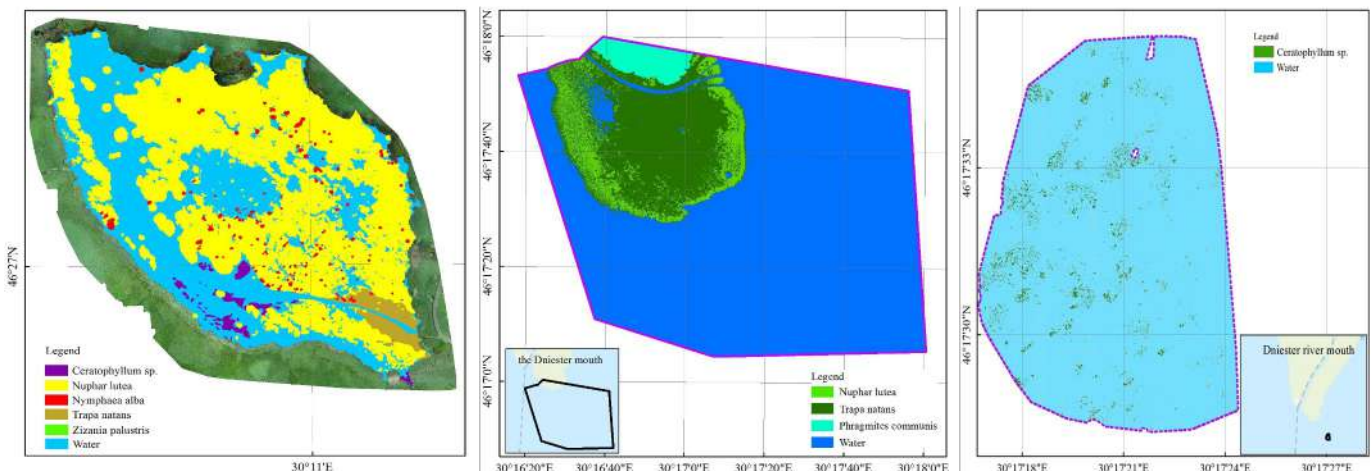 46°27'N
Legend
Ceratophyllum sp.
Nuphar lutea
Nymphaea alba
Trapa natans
Zizania palustris
Water
30°11'E
46°18'0"N
46°17'40"N
46°17'20"N
46°17'0"N
the Dniester mouth
Legend
Nuphar lutea
Trapa natans
Phragmites communis
Water
30°16'20"E
30°16'40"E
30°17'0"E
30°17'20"E
30°17'40"E
30°18'0"E
Legend
Ceratophyllum sp.
Water
46°17'33"N
46°17'30"N
Dniester river mouth
30°17'18"E
30°17'21"E
30°17'24"E
30°17'27"E